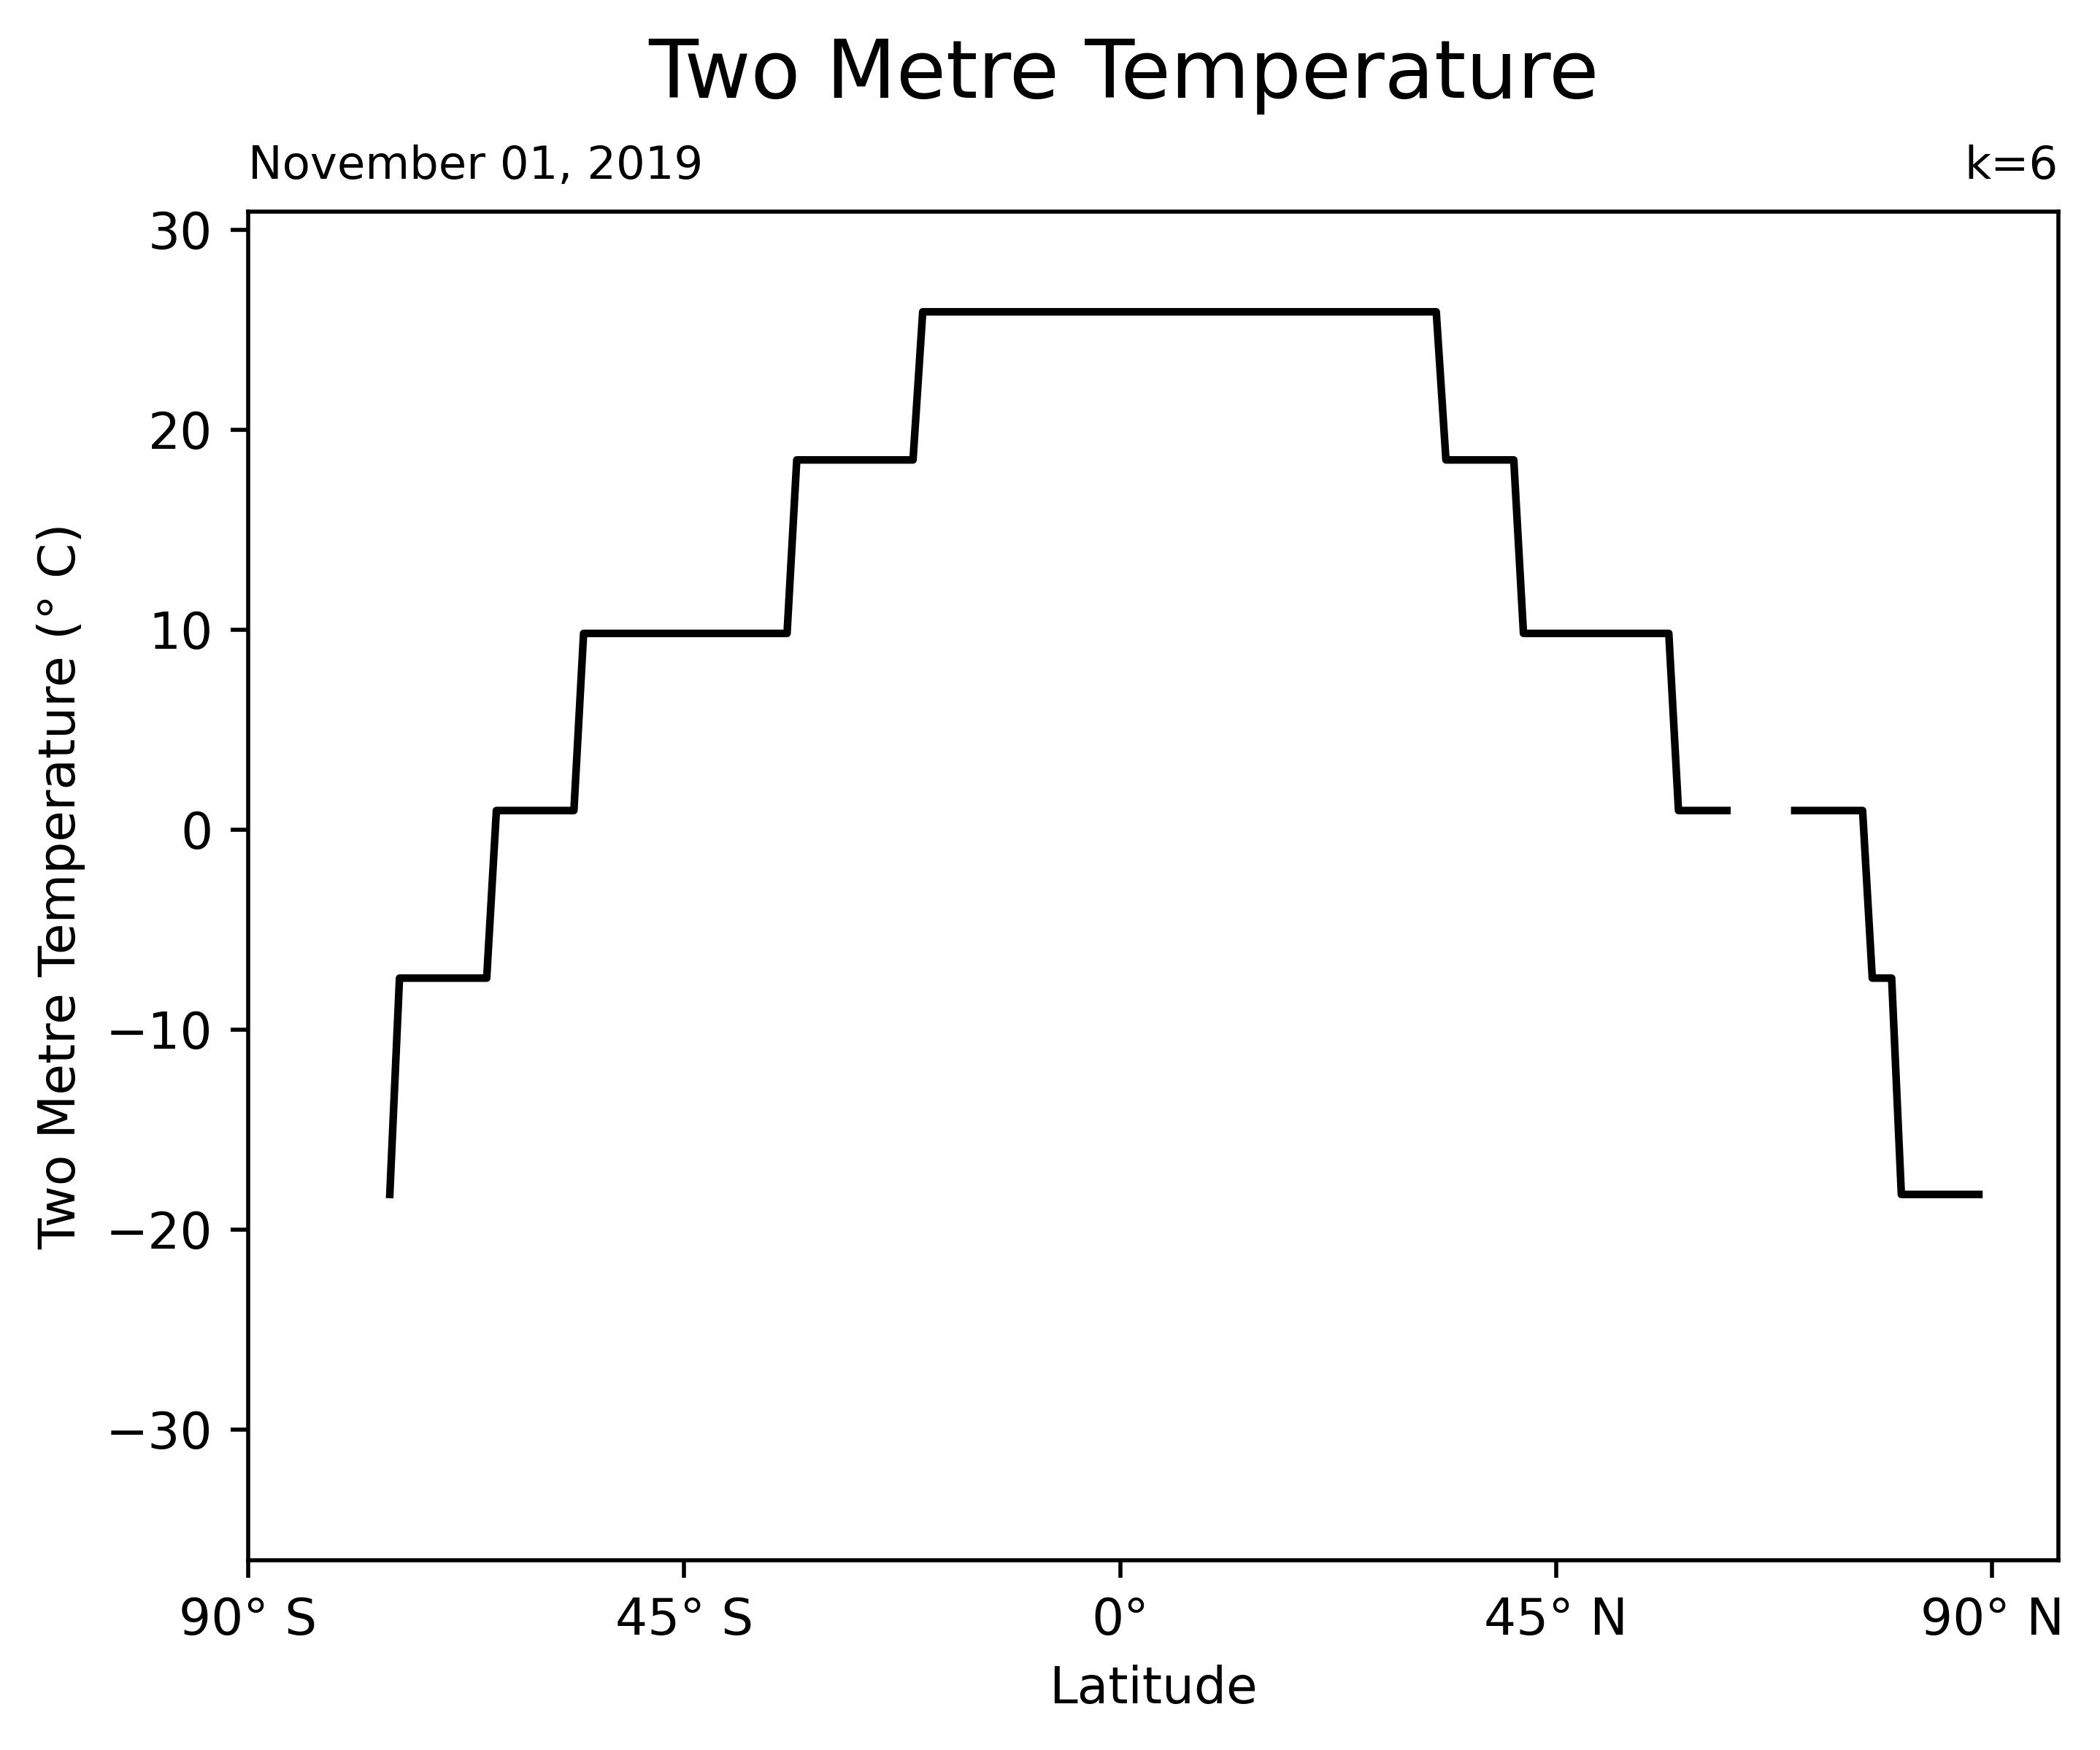 Two Metre Temperature
November 01, 2019
k=6
30
20
10
0
−10
−20
−30
Two Metre Temperature (° C)
90° S
45° S
0°
45° N
90° N
Latitude